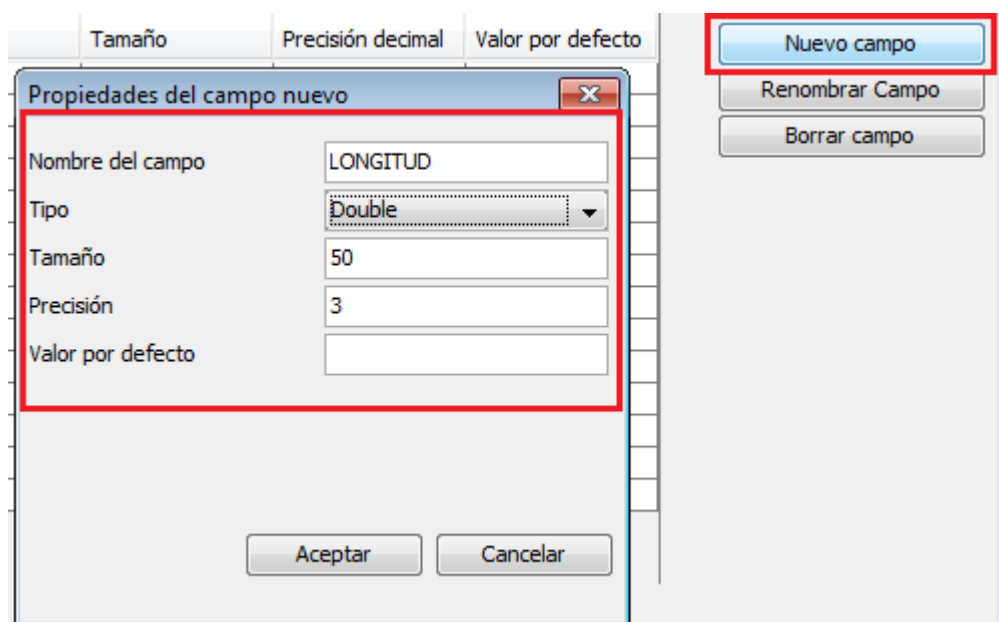 Tamaño Precisión decimal Valor por defecto
Nuevo campo
Renombrar Campo
Borrar campo
Propiedades del campo nuevo
Nombre del campo LONGITUD
Tipo Double
Tamaño 50
Precisión 3
Valor por defecto
Aceptar Cancelar